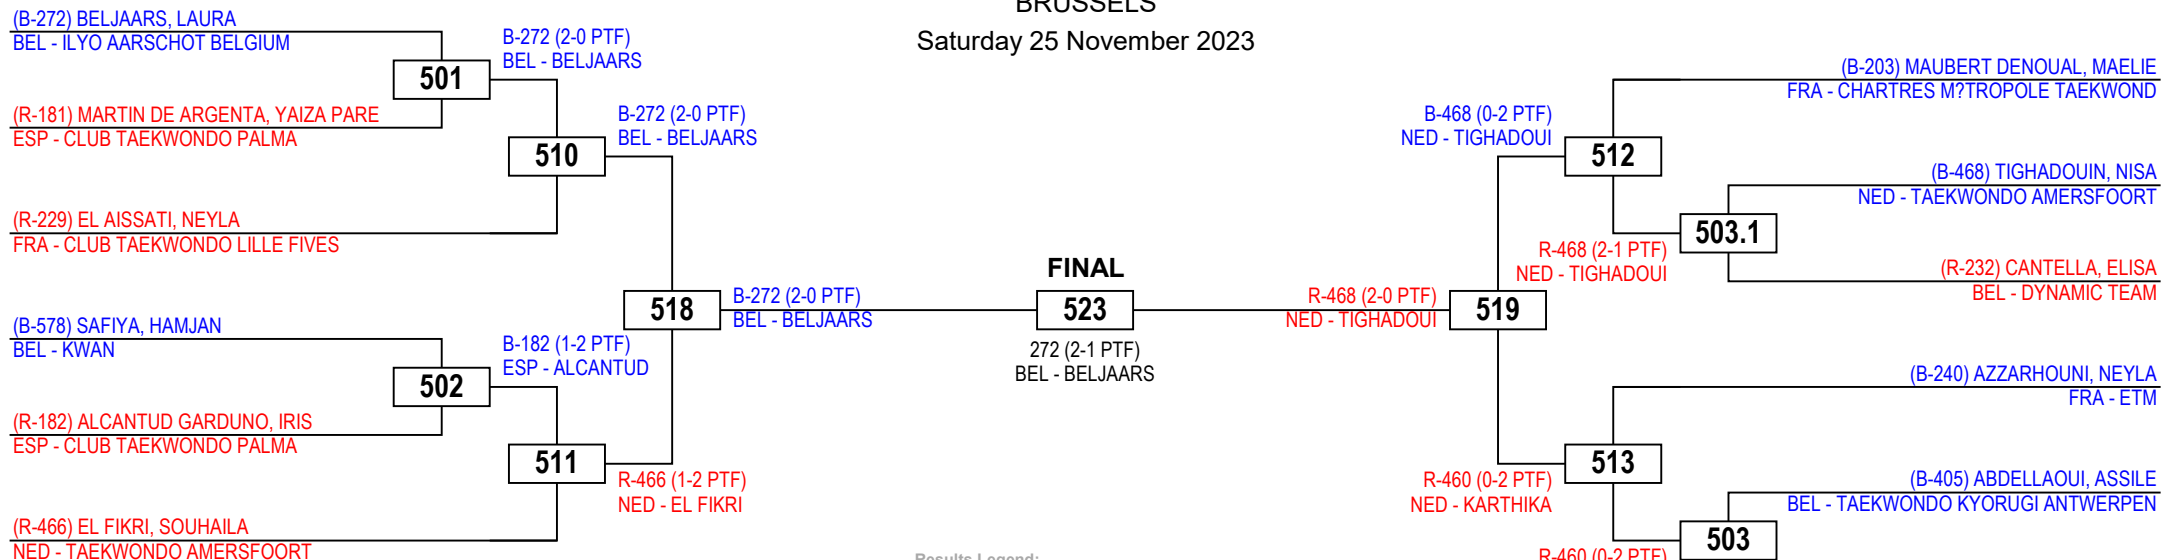 BRUSSELS
Saturday 25 November 2023
(B-272) BELJAARS, LAURA
BEL - ILYO AARSCHOT BELGIUM
501
(R-181) MARTIN DE ARGENTA, YAIZA PARE
ESP - CLUB TAEKWONDO PALMA
B-272 (2-0 PTF)
BEL - BELJAARS
510
(R-229) EL AISSATI, NEYLA
FRA - CLUB TAEKWONDO LILLE FIVES
B-272 (2-0 PTF)
BEL - BELJAARS
518
(B-578) SAFIYA, HAMJAN
BEL - KWAN
502
(R-182) ALCANTUD GARDUNO, IRIS
ESP - CLUB TAEKWONDO PALMA
B-182 (1-2 PTF)
ESP - ALCANTUD
511
(R-466) EL FIKRI, SOUHAILA
NED - TAEKWONDO AMERSFOORT
R-466 (1-2 PTF)
NED - EL FIKRI
B-272 (2-0 PTF)
BEL - BELJAARS
FINAL
523
272 (2-1 PTF)
BEL - BELJAARS
R-468 (2-0 PTF)
NED - TIGHADOUI
519
B-468 (0-2 PTF)
NED - TIGHADOUI
512
(B-203) MAUBERT DENOUAL, MAELIE
FRA - CHARTRES M?TROPOLE TAEKWOND
(B-468) TIGHADOUIN, NISA
NED - TAEKWONDO AMERSFOORT
503.1
R-468 (2-1 PTF)
NED - TIGHADOUI
(R-232) CANTELLA, ELISA
BEL - DYNAMIC TEAM
(B-240) AZZARHOUNI, NEYLA
FRA - ETM
513
R-460 (0-2 PTF)
NED - KARTHIKA
(B-405) ABDELLAOUI, ASSILE
BEL - TAEKWONDO KYORUGI ANTWERPEN
503
R-460 (0-2 PTF)
Results Legend: